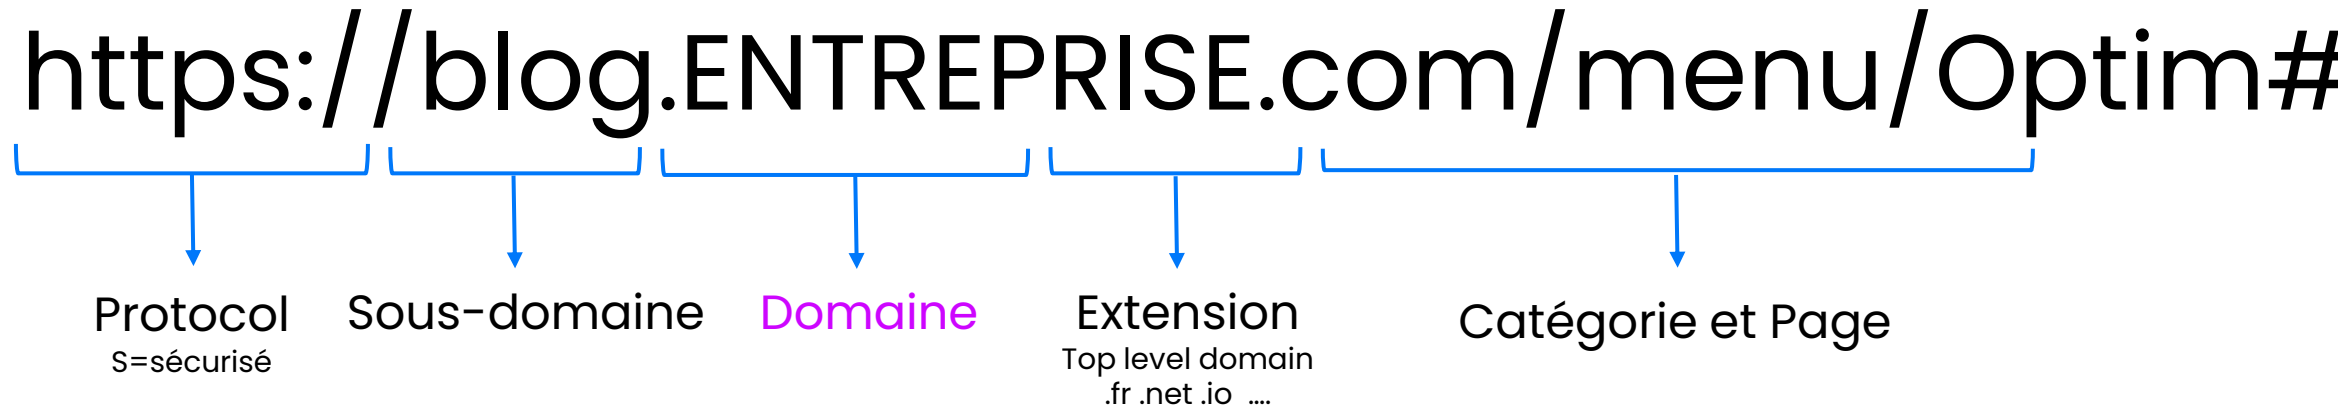 https://blog.ENTREPRISE.com/menu/Optim#
Protocol
S=sécurisé
Sous-domaine
Domaine
Extension
Top level domain
.fr .net .io ....
Catégorie et Page